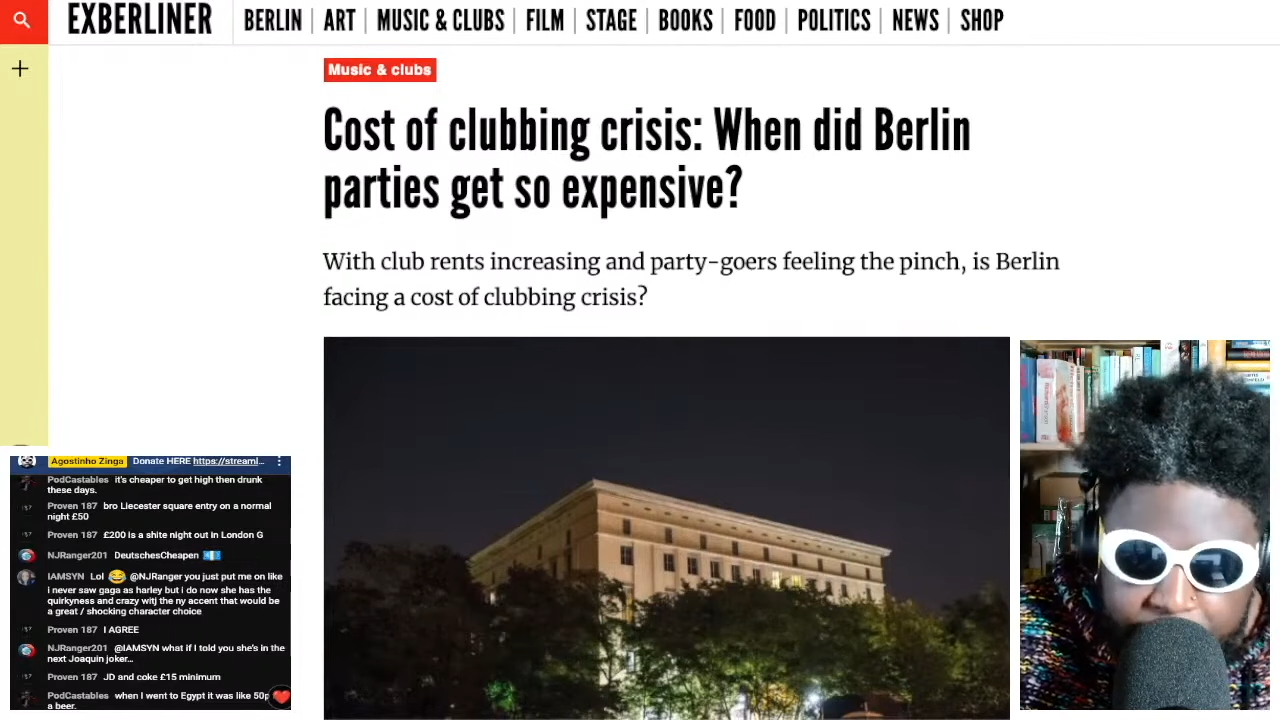 EXBERLINER
BERLIN | ART | MUSIC & CLUBS | FILM | STAGE | BOOKS | FOOD | POLITICS | NEWS | SHOP
Music & clubs
Cost of clubbing crisis: When did Berlin
parties get so expensive?
With club rents increasing and party-goers feeling the pinch, is Berlin
facing a cost of clubbing crisis?
Agostinho Zinga Donate HERE https://streaml...
PodCastables it's cheaper to get high then drunk
these days.
Proven 187 bro Liecester square entry on a normal
night £50
Proven 187 £200 is a shite night out in London G
NJRanger201 DeutschesCheapen
IAMSYN Lol 😂 @NJRanger you just put me on like
i never saw gaga as harley but i do now she has the
quirkyness and crazy witj the ny accent that would be
a great / shocking character choice
Proven 187 I AGREE
NJRanger201 @IAMSYN what if I told you she's in the
next Joaquin joker...
Proven 187 JD and coke £15 minimum
PodCastables when I went to Egypt it was like 50p
a beer.